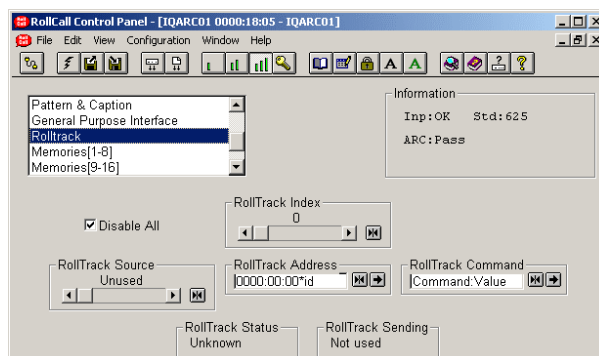 RollCall Control Panel - [IQARC01 0000:18:05 - IQARC01]
File Edit View Configuration Window Help
A A
Pattern & Caption
General Purpose Interface
Rolltrack
Memories[1-8]
Memories[9-16]
Information
Inp:OK Std:625
ARC:Pass
Disable All
RollTrack Index
0
RollTrack Source
Unused
RollTrack Address
0000:00:00*id
RollTrack Command
Command:Value
RollTrack Status
Unknown
RollTrack Sending
Not used